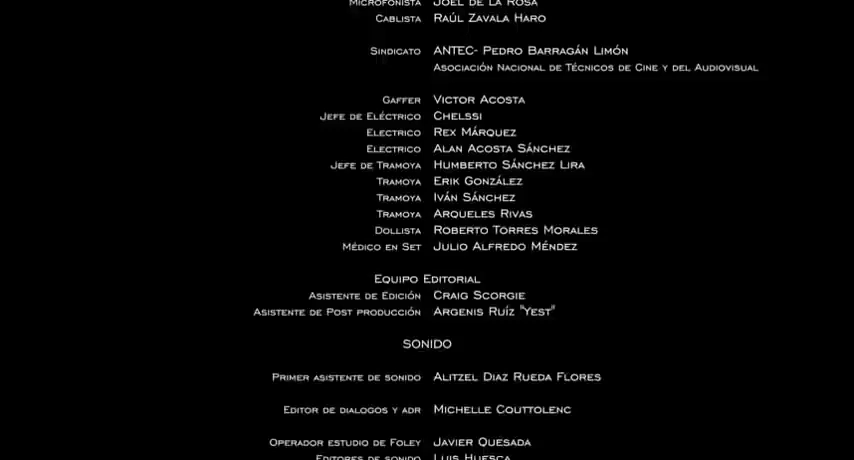 Microfonista Joel de la Rosa
Cablista Raúl Zavala Haro
Sindicato ANTEC- Pedro Barragán Limón
Asociación Nacional de Técnicos de Cine y del Audiovisual
Gaffer Victor Acosta
Jefe de Eléctrico Chelssi
Electrico Rex Márquez
Electrico Alan Acosta Sánchez
Jefe de Tramoya Humberto Sánchez Lira
Tramoya Erik González
Tramoya Iván Sánchez
Tramoya Arqueles Rivas
Dollista Roberto Torres Morales
Médico en Set Julio Alfredo Méndez
Equipo Editorial
Asistente de Edición Craig Scorgie
Asistente de Post producción Argenis Ruíz "Yest"
SONIDO
Primer asistente de sonido Alitzel Diaz Rueda Flores
Editor de dialogos y adr Michelle Couttolenc
Operador estudio de Foley Javier Quesada
Editores de sonido Luis Huesca